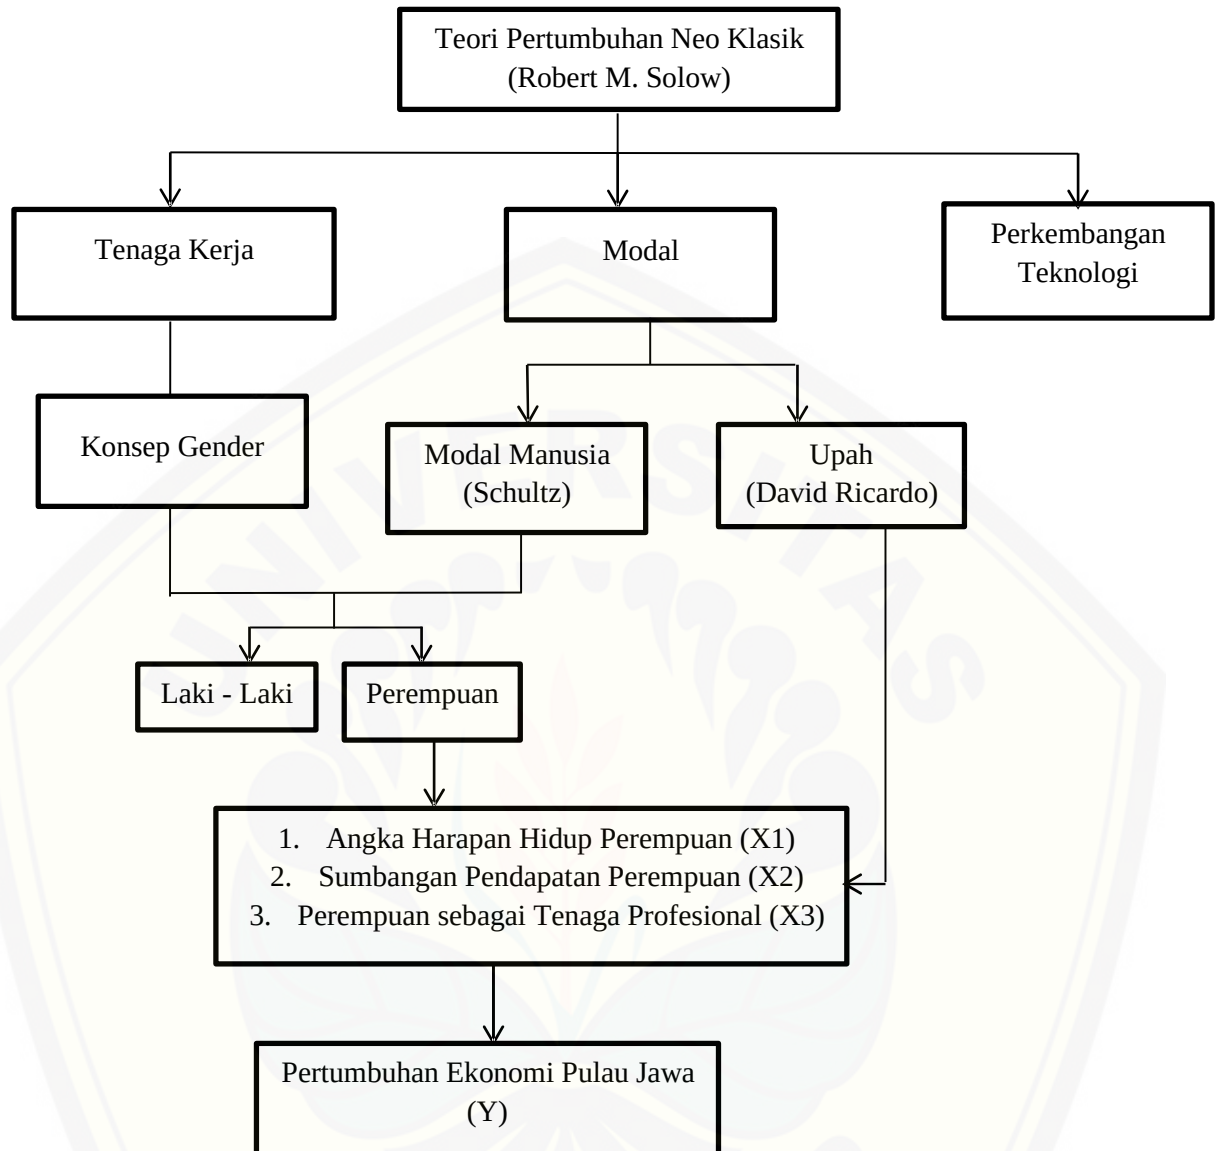 Teori Pertumbuhan Neo Klasik
(Robert M. Solow)
Tenaga Kerja
Modal
Perkembangan
Teknologi
Konsep Gender
Modal Manusia
(Schultz)
Upah
(David Ricardo)
Laki - Laki
Perempuan
1. Angka Harapan Hidup Perempuan (X1)
2. Sumbangan Pendapatan Perempuan (X2)
3. Perempuan sebagai Tenaga Profesional (X3)
Pertumbuhan Ekonomi Pulau Jawa
(Y)
UNIVERSITAS